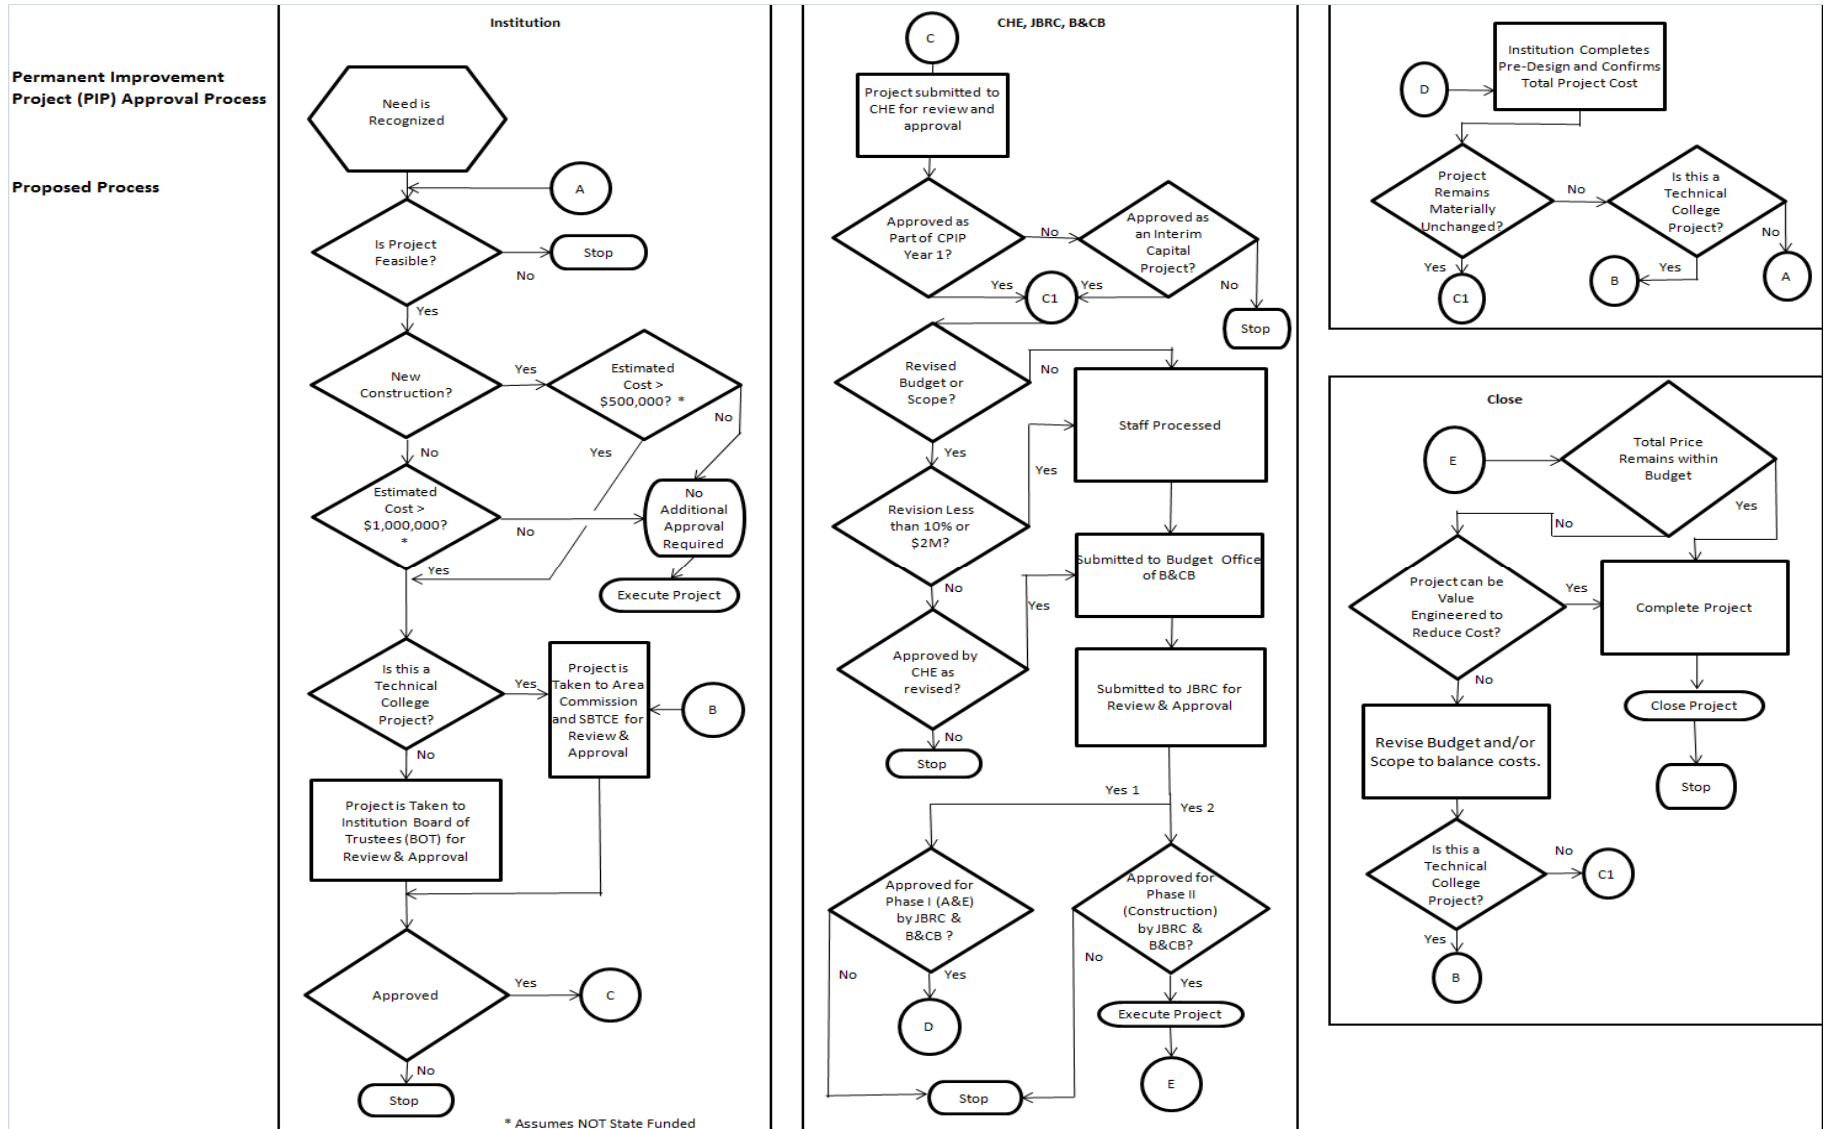 Permanent Improvement
Project (PIP) Approval Process
Proposed Process
Institution
Need is
Recognized
A
Is Project
Feasible?
Stop
No
Yes
New
Construction?
Yes
Estimated
Cost >
$500,000? *
No
Yes
No
Estimated
Cost >
$1,000,000?
*
No
No
Additional
Approval
Required
Yes
Execute Project
Is this a
Technical
College
Project?
Yes
Project is
Taken to Area
Commission
and SBTCE for
Review &
Approval
B
No
Project is Taken to
Institution Board of
Trustees (BOT) for
Review & Approval
Approved
Yes
C
No
Stop
* Assumes NOT State Funded
CHE, JBRC, B&CB
C
Project submitted to
CHE for review and
approval
Approved as
Part of CPIP
Year 1?
No
Approved as
an Interim
Capital
Project?
Yes
C1
Yes
No
Stop
Revised
Budget or
Scope?
No
Staff Processed
Yes
Yes
Revision Less
than 10% or
$2M?
Submitted to Budget Office
of B&CB
No
Yes
Approved by
CHE as
revised?
Submitted to JBRC for
Review & Approval
No
Stop
Yes 1
Yes 2
Approved for
Phase I (A&E)
by JBRC &
B&CB ?
Approved for
Phase II
(Construction)
by JBRC &
B&CB?
No
Yes
No
Yes
D
Execute Project
E
Stop
D
Institution Completes
Pre-Design and Confirms
Total Project Cost
Project
Remains
Materially
Unchanged?
No
Is this a
Technical
College
Project?
No
Yes
C1
B
Yes
A
Close
E
Total Price
Remains within
Budget
Yes
No
Project can be
Value
Engineered to
Reduce Cost?
Yes
Complete Project
No
Close Project
Revise Budget and/or
Scope to balance costs.
Stop
Is this a
Technical
College
Project?
No
C1
Yes
B